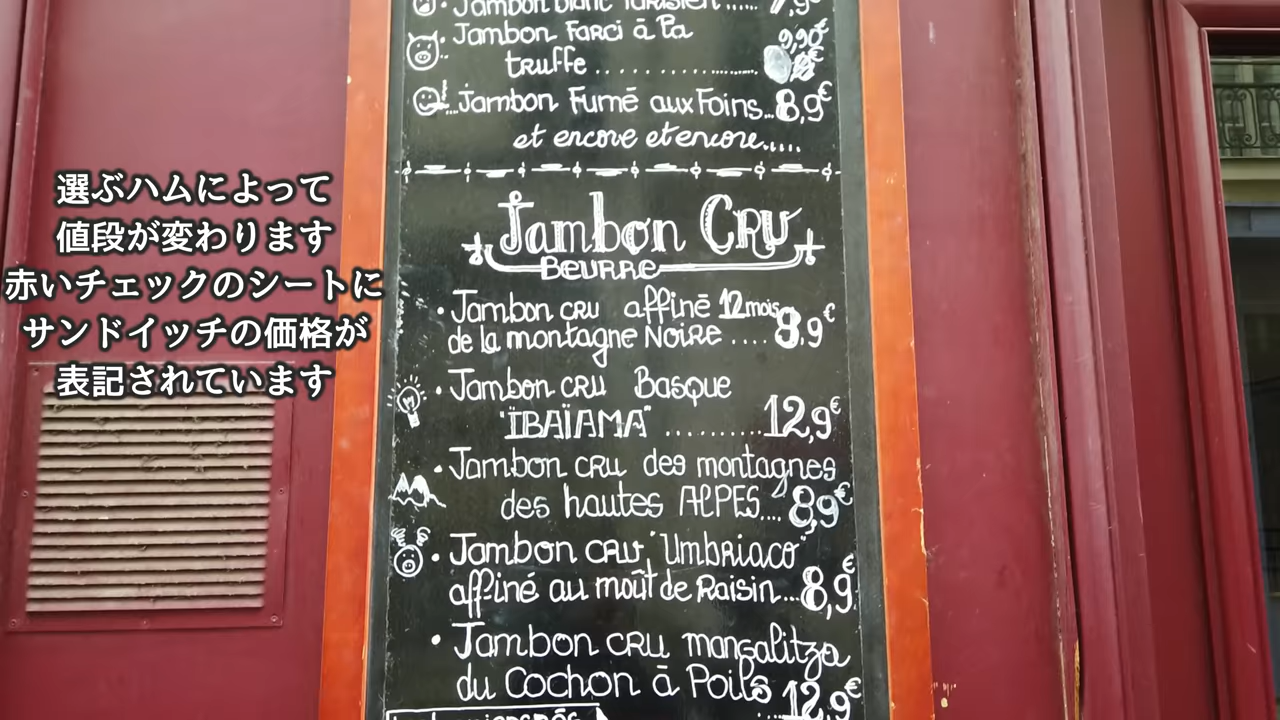 Jambon Blanc Parisien ...... 7,9€
Jambon Farci à la
truffe .................. 9,90€
Jambon Fumé aux Foins... 8,9€
et encore et encore.....
選ぶハムによって
値段が変わります
赤いチェックのシートに
サンドイッチの価格が
表記されています
Jambon CRU
BEURRE
• Jambon CRU affiné 12 mois
de la montagne NOIRE .... 8,9€
• Jambon CRU Basque
"IBAÏAMA" .......... 12,9€
• Jambon CRU des montagnes
des hautes ALPES.... 8,9€
• Jambon CRU "Umbriaco"
affiné au moût de Raisin... 8,9€
• Jambon CRU mangalitza
du Cochon à Poils 12,9€